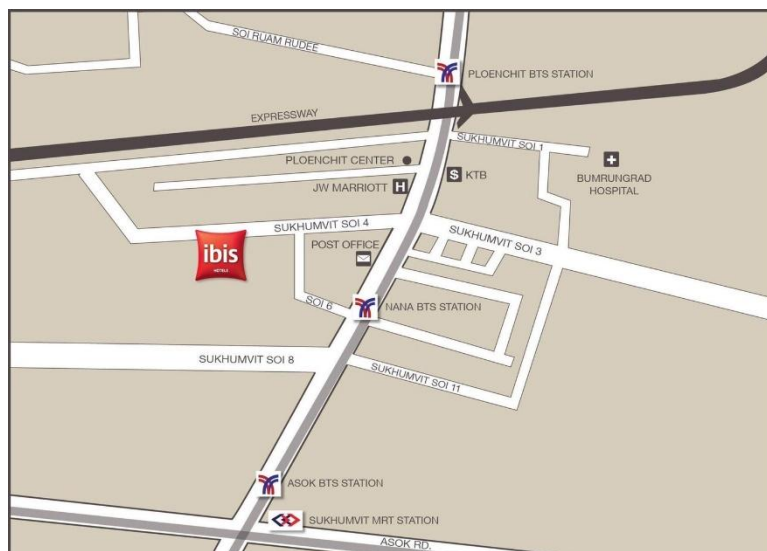 SOI RUAM RUDEE
PLOENCHIT BTS STATION
EXPRESSWAY
SUKHUMVIT SOI 1
PLOENCHIT CENTER
$ KTB
BUMRUNGRAD
HOSPITAL
JW MARRIOTT H
SUKHUMVIT SOI 4
SUKHUMVIT SOI 3
ibis
HOTELS
POST OFFICE
SOI 6
NANA BTS STATION
SUKHUMVIT SOI 8
SUKHUMVIT SOI 11
ASOK BTS STATION
SUKHUMVIT MRT STATION
ASOK RD.